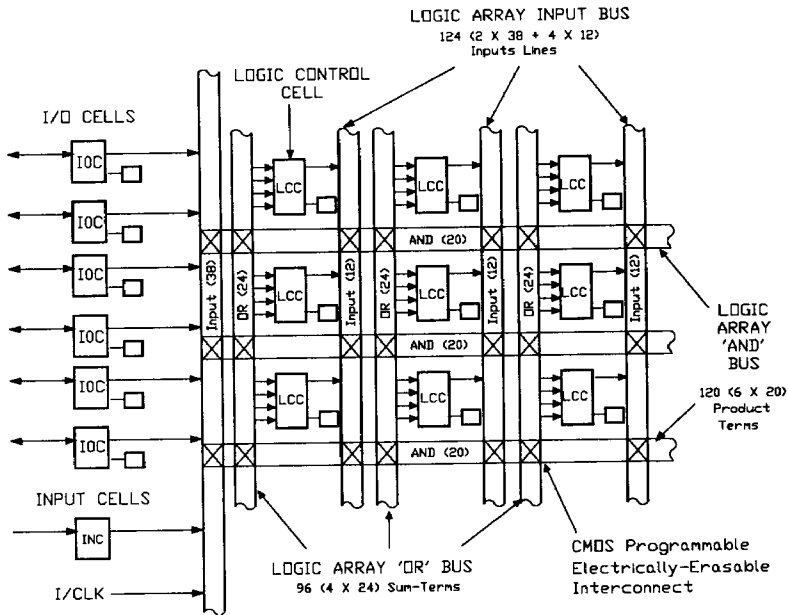 LOGIC ARRAY INPUT BUS
124 (2 X 38 + 4 X 12)
Inputs Lines
LOGIC CONTROL
CELL
I/O CELLS
IOC
LCC
LCC
LCC
IOC
AND (20)
IOC
Input (38)
OR (24)
LCC
Input (12)
OR (24)
LCC
Input (12)
OR (24)
LCC
Input (12)
LOGIC
ARRAY
'AND'
BUS
IOC
AND (20)
IOC
LCC
LCC
LCC
120 (6 X 20)
Product
Terms
IOC
AND (20)
INPUT CELLS
INC
LOGIC ARRAY 'OR' BUS
96 (4 X 24) Sum-Terms
CMOS Programmable
Electrically-Erasable
Interconnect
I/CLK